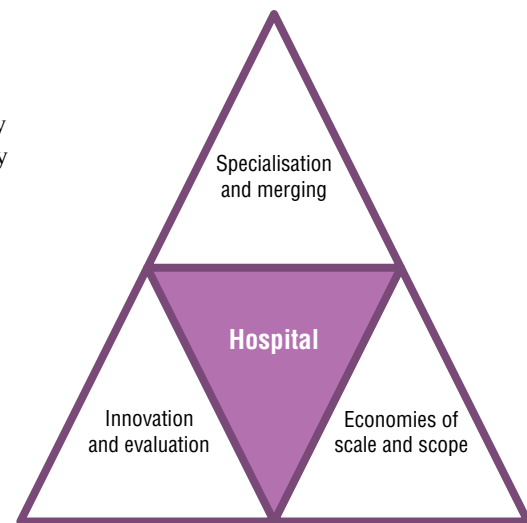 y
y
Specialisation
and merging
Hospital
Innovation
and evaluation
Economies of
scale and scope